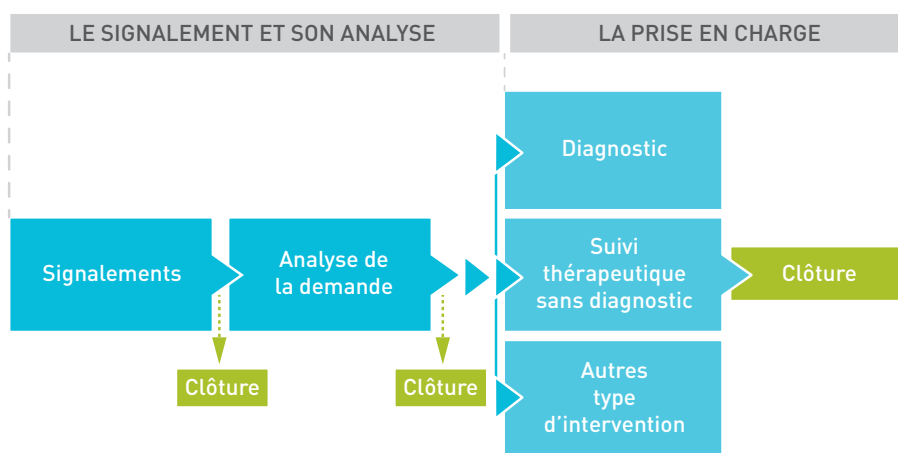 LE SIGNALEMENT ET SON ANALYSE
LA PRISE EN CHARGE
Diagnostic
Signalements
Analyse de
la demande
Suivi
thérapeutique
sans diagnostic
Clôture
Clôture
Clôture
Autres
type
d’intervention